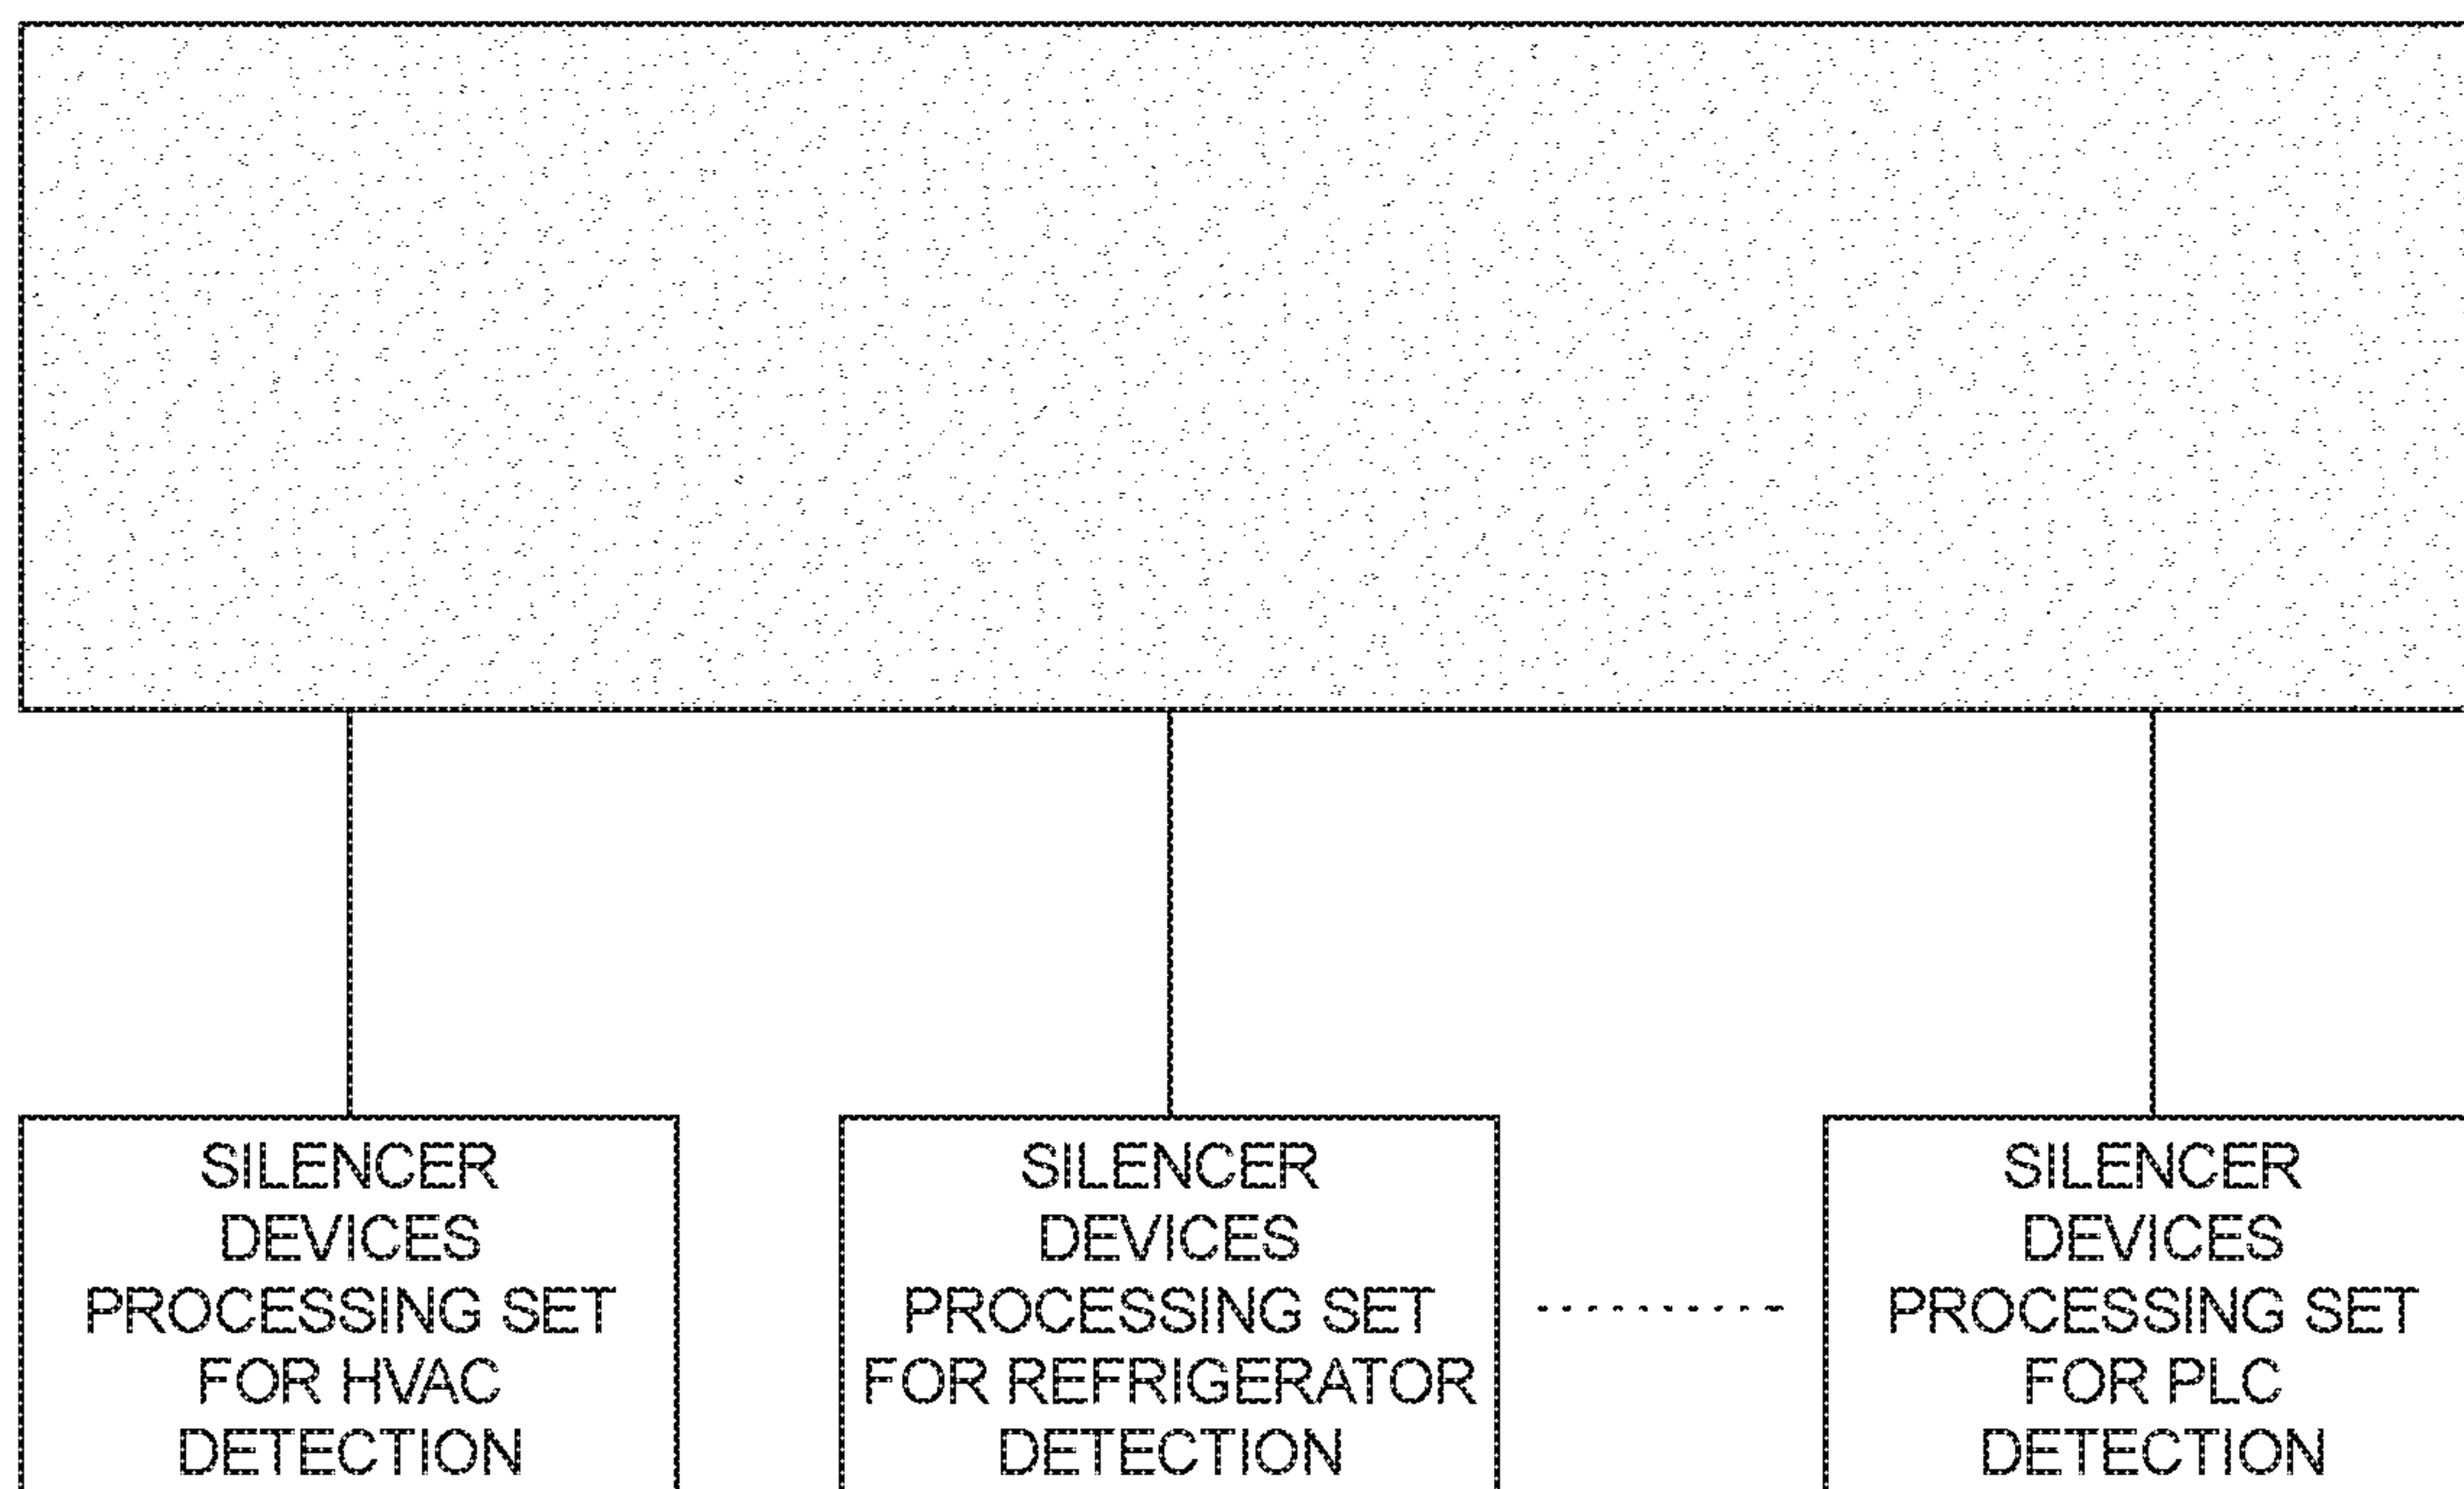 SILENCER
DEVICES
PROCESSING SET
FOR HVAC
DETECTION
SILENCER
DEVICES
PROCESSING SET
FOR REFRIGERATOR
DETECTION
SILENCER
DEVICES
PROCESSING SET
FOR PLC
DETECTION